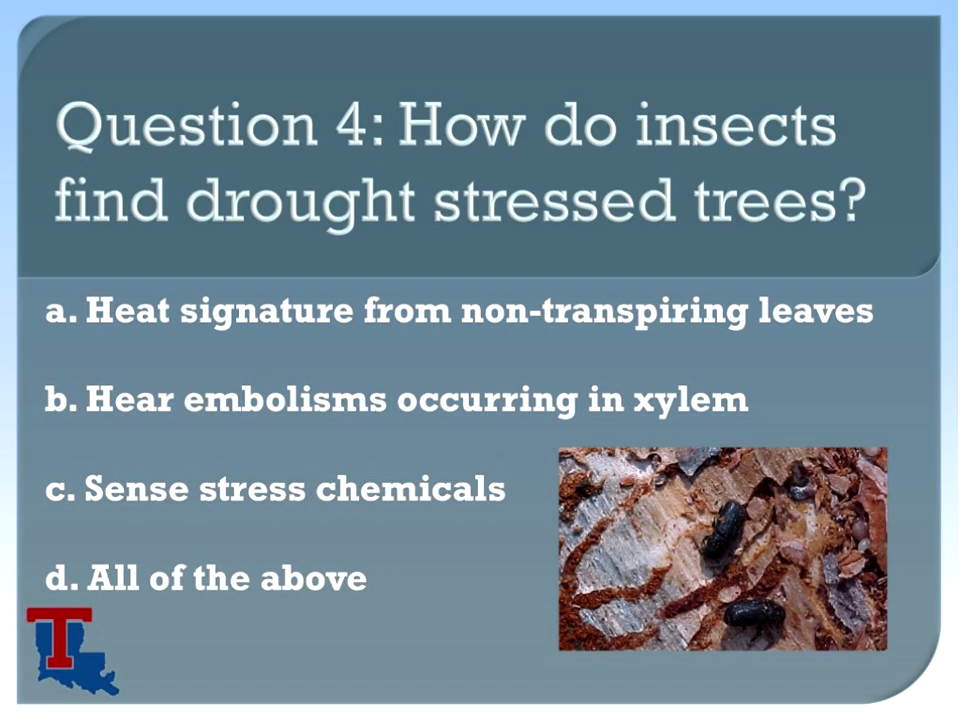 Question 4: How do insects
find drought stressed trees?
a. Heat signature from non-transpiring leaves
b. Hear embolisms occurring in xylem
c. Sense stress chemicals
d. All of the above
T